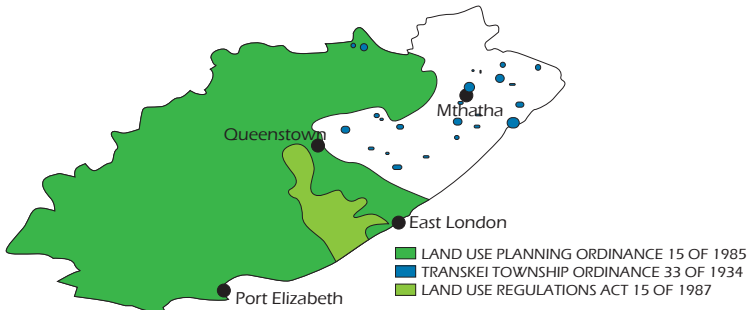 Mthatha
Queenstown
East London
LAND USE PLANNING ORDINANCE 15 OF 1985
TRANSKEI TOWNSHIP ORDINANCE 33 OF 1934
LAND USE REGULATIONS ACT 15 OF 1987
Port Elizabeth